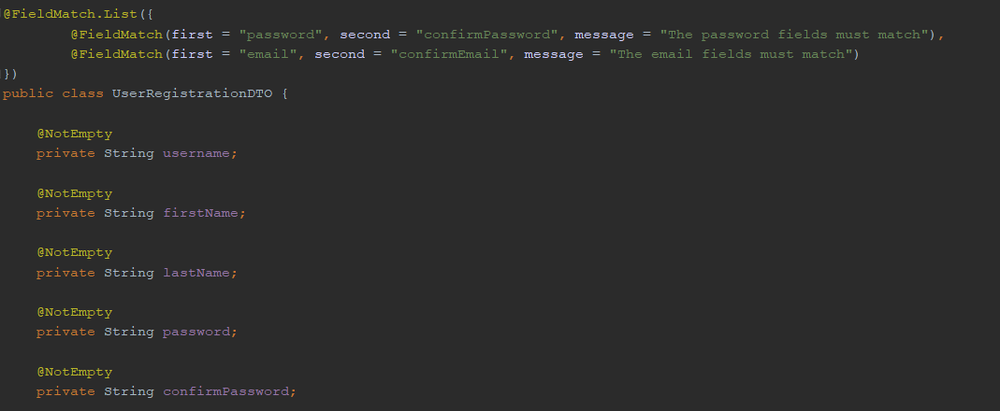 @FieldMatch.List({
@FieldMatch(first = "password", second = "confirmPassword", message = "The password fields must match"),
@FieldMatch(first = "email", second = "confirmEmail", message = "The email fields must match")
})
public class UserRegistrationDTO {
@NotEmpty
private String username;
@NotEmpty
private String firstName;
@NotEmpty
private String lastName;
@NotEmpty
private String password;
@NotEmpty
private String confirmPassword;